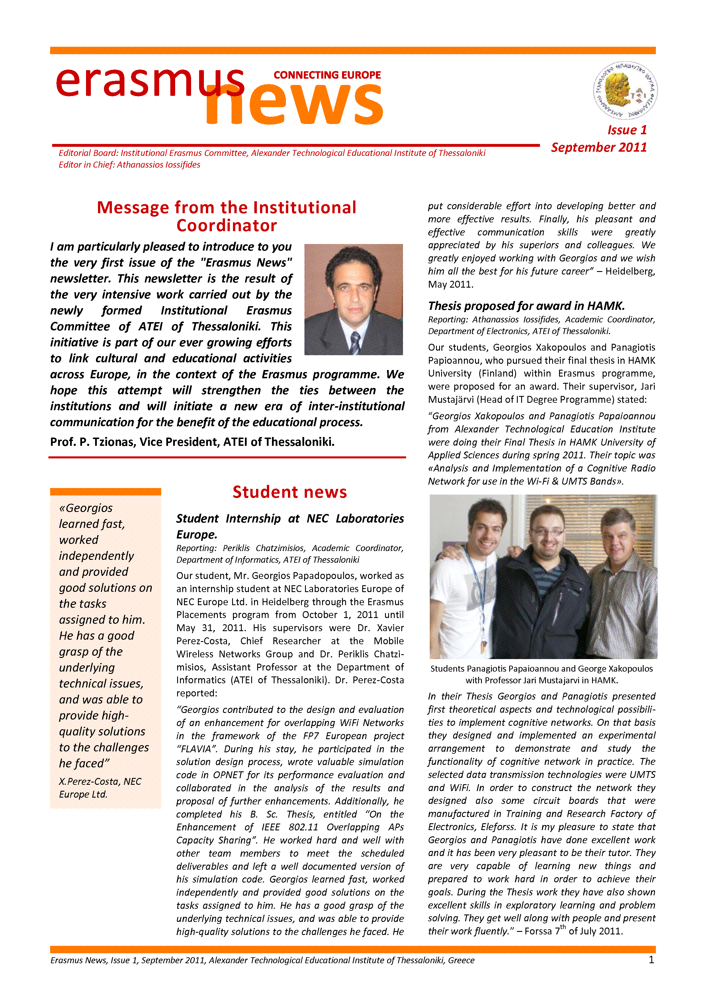 erasmus
CONNECTING EUROPE
news
ΑΛΕΞΑΝΔΡΕΙΟ ΤΕΧΝΟΛΟΓΙΚΟ ΕΚΠΑΙΔΕΥΤΙΚΟ ΙΔΡΥΜΑ ΘΕΣΣΑΛΟΝΙΚΗΣ
Issue 1
September 2011
Editorial Board: Institutional Erasmus Committee, Alexander Technological Educational Institute of Thessaloniki
Editor in Chief: Athanassios Iossifides
Message from the Institutional
Coordinator
I am particularly pleased to introduce to you
the very first issue of the "Erasmus News"
newsletter. This newsletter is the result of
the very intensive work carried out by the
newly formed Institutional Erasmus
Committee of ATEI of Thessaloniki. This
initiative is part of our ever growing efforts
to link cultural and educational activities
across Europe, in the context of the Erasmus programme. We
hope this attempt will strengthen the ties between the
institutions and will initiate a new era of inter-institutional
communication for the benefit of the educational process.
Prof. P. Tzionas, Vice President, ATEI of Thessaloniki.
«Georgios
learned fast,
worked
independently
and provided
good solutions on
the tasks
assigned to him.
He has a good
grasp of the
underlying
technical issues,
and was able to
provide high-
quality solutions
to the challenges
he faced”
X.Perez-Costa, NEC
Europe Ltd.
Student news
Student Internship at NEC Laboratories
Europe.
Reporting: Periklis Chatzimisios, Academic Coordinator,
Department of Informatics, ATEI of Thessaloniki
Our student, Mr. Georgios Papadopoulos, worked as
an internship student at NEC Laboratories Europe of
NEC Europe Ltd. in Heidelberg through the Erasmus
Placements program from October 1, 2011 until
May 31, 2011. His supervisors were Dr. Xavier
Perez-Costa, Chief Researcher at the Mobile
Wireless Networks Group and Dr. Periklis Chatzi-
misios, Assistant Professor at the Department of
Informatics (ATEI of Thessaloniki). Dr. Perez-Costa
reported:
“Georgios contributed to the design and evaluation
of an enhancement for overlapping WiFi Networks
in the framework of the FP7 European project
“FLAVIA”. During his stay, he participated in the
solution design process, wrote valuable simulation
code in OPNET for its performance evaluation and
collaborated in the analysis of the results and
proposal of further enhancements. Additionally, he
completed his B. Sc. Thesis, entitled “On the
Enhancement of IEEE 802.11 Overlapping APs
Capacity Sharing”. He worked hard and well with
other team members to meet the scheduled
deliverables and left a well documented version of
his simulation code. Georgios learned fast, worked
independently and provided good solutions on the
tasks assigned to him. He has a good grasp of the
underlying technical issues, and was able to provide
high-quality solutions to the challenges he faced. He
put considerable effort into developing better and
more effective results. Finally, his pleasant and
effective communication skills were greatly
appreciated by his superiors and colleagues. We
greatly enjoyed working with Georgios and we wish
him all the best for his future career” – Heidelberg,
May 2011.
Thesis proposed for award in HAMK.
Reporting: Athanassios Iossifides, Academic Coordinator,
Department of Electronics, ATEI of Thessaloniki.
Our students, Georgios Xakopoulos and Panagiotis
Papioannou, who pursued their final thesis in HAMK
University (Finland) within Erasmus programme,
were proposed for an award. Their supervisor, Jari
Mustajärvi (Head of IT Degree Programme) stated:
“Georgios Xakopoulos and Panagiotis Papaioannou
from Alexander Technological Education Institute
were doing their Final Thesis in HAMK University of
Applied Sciences during spring 2011. Their topic was
«Analysis and Implementation of a Cognitive Radio
Network for use in the Wi-Fi & UMTS Bands».
Students Panagiotis Papaioannou and George Xakopoulos
with Professor Jari Mustajarvi in HAMK.
In their Thesis Georgios and Panagiotis presented
first theoretical aspects and technological possibili-
ties to implement cognitive networks. On that basis
they designed and implemented an experimental
arrangement to demonstrate and study the
functionality of cognitive network in practice. The
selected data transmission technologies were UMTS
and WiFi. In order to construct the network they
designed also some circuit boards that were
manufactured in Training and Research Factory of
Electronics, Eleforss. It is my pleasure to state that
Georgios and Panagiotis have done excellent work
and it has been very pleasant to be their tutor. They
are very capable of learning new things and
prepared to work hard in order to achieve their
goals. During the Thesis work they have also shown
excellent skills in exploratory learning and problem
solving. They get well along with people and present
their work fluently.” – Forssa 7th of July 2011.
Erasmus News, Issue 1, September 2011, Alexander Technological Educational Institute of Thessaloniki, Greece
1